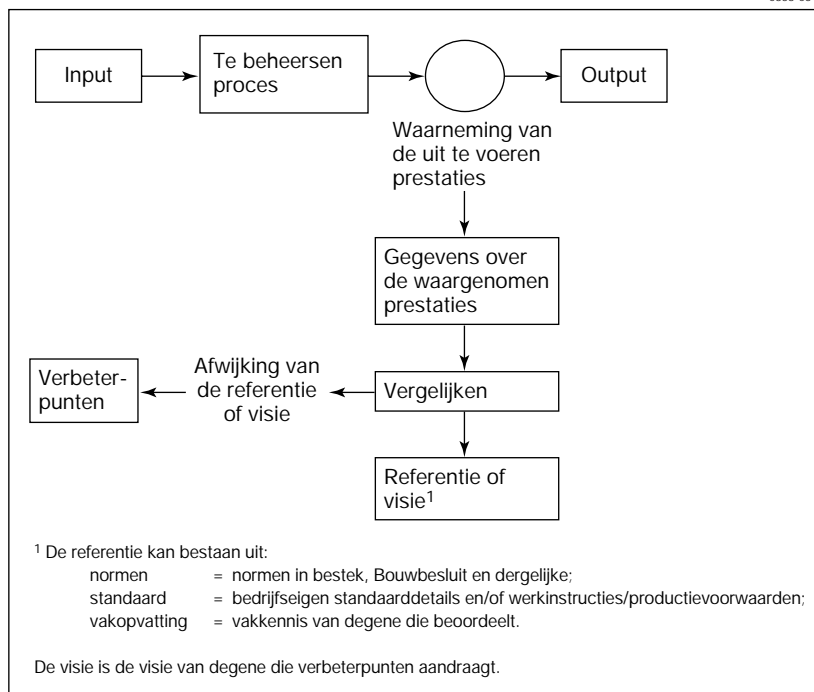 Input
Te beheersen
proces
Output
Waarneming van
de uit te voeren
prestaties
Gegevens over
de waargenomen
prestaties
Verbeter-
punten
Afwijking van
de referentie
of visie
Vergelijken
Referentie of
visie¹
¹ De referentie kan bestaan uit:
normen = normen in bestek, Bouwbesluit en dergelijke;
standaard = bedrijfseigen standaarddetails en/of werkinstructies/productievoorwaarden;
vakopvatting = vakkennis van degene die beoordeelt.
De visie is de visie van degene die verbeterpunten aandraagt.